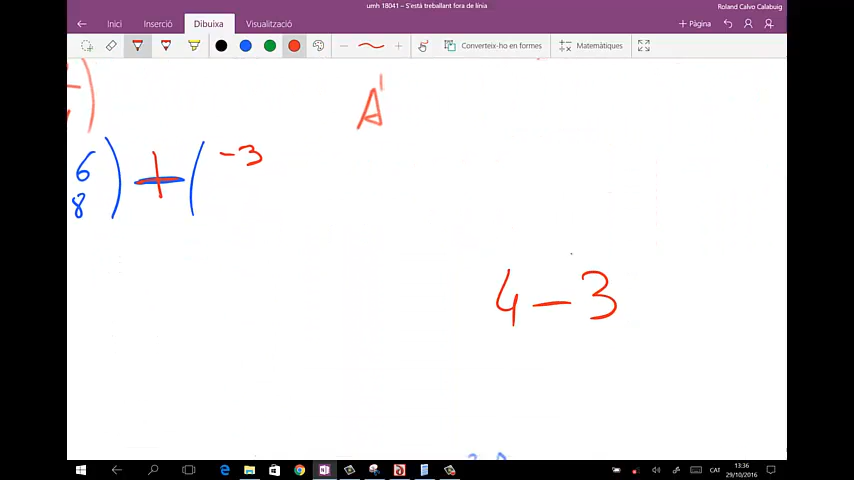 umh 18041 – S'està treballant fora de línia
Roland Calvo Calabuig
Inici Inserció Dibuixa Visualització
Pàgina
Converteix-ho en formes Matemàtiques
A'
6 ) + ( -3
8
4 – 3
CAT
13:36
29/10/2016